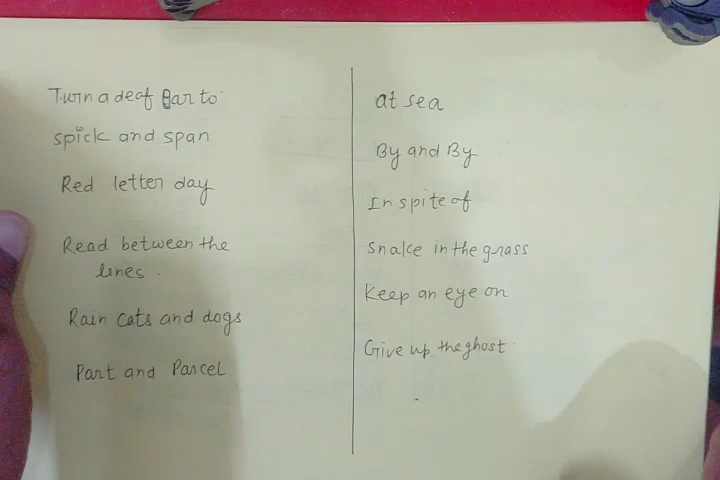 Turn a deaf Ear to
spick and span
Red letter day
Read between the
lines.
Rain cats and dogs
Part and Parcel
at sea
By and By
In spite of
snake in the grass
Keep an eye on
Give up the ghost